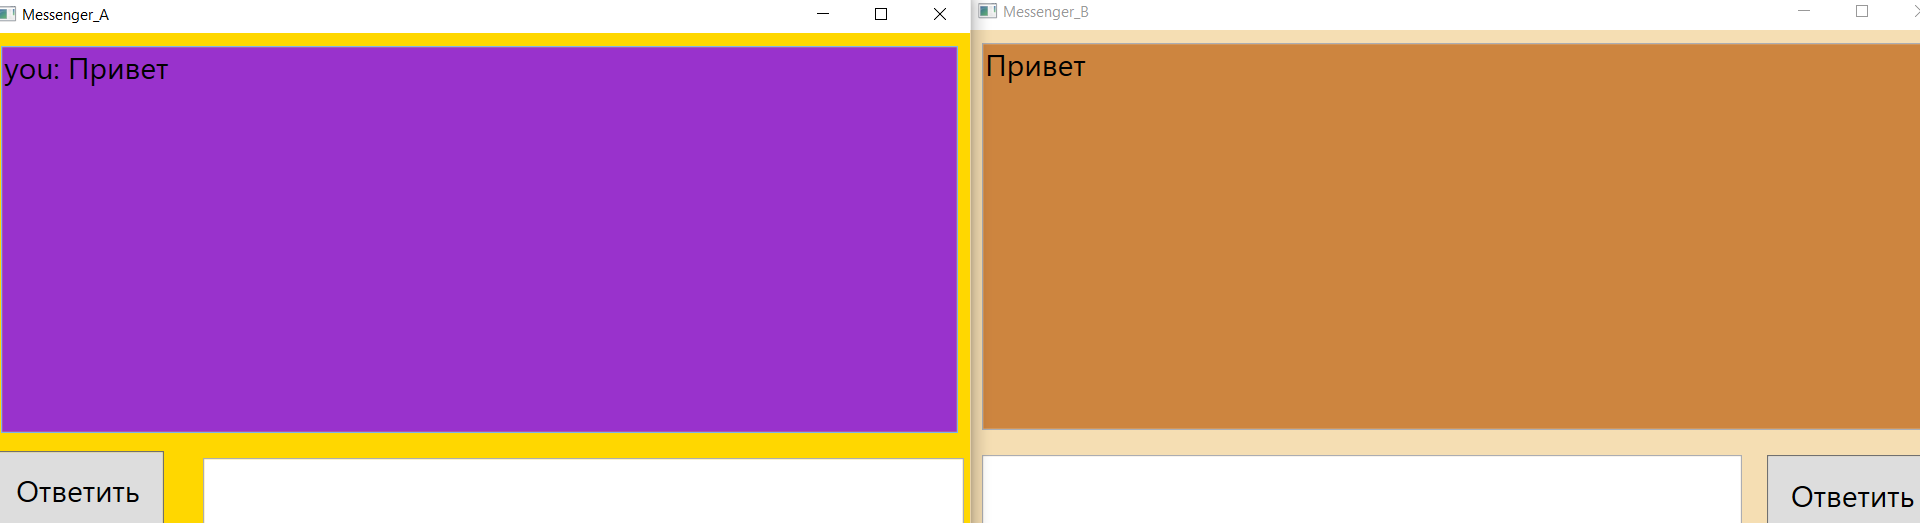 Messenger_A
you: Привет
Ответить
Messenger_B
Привет
Ответить